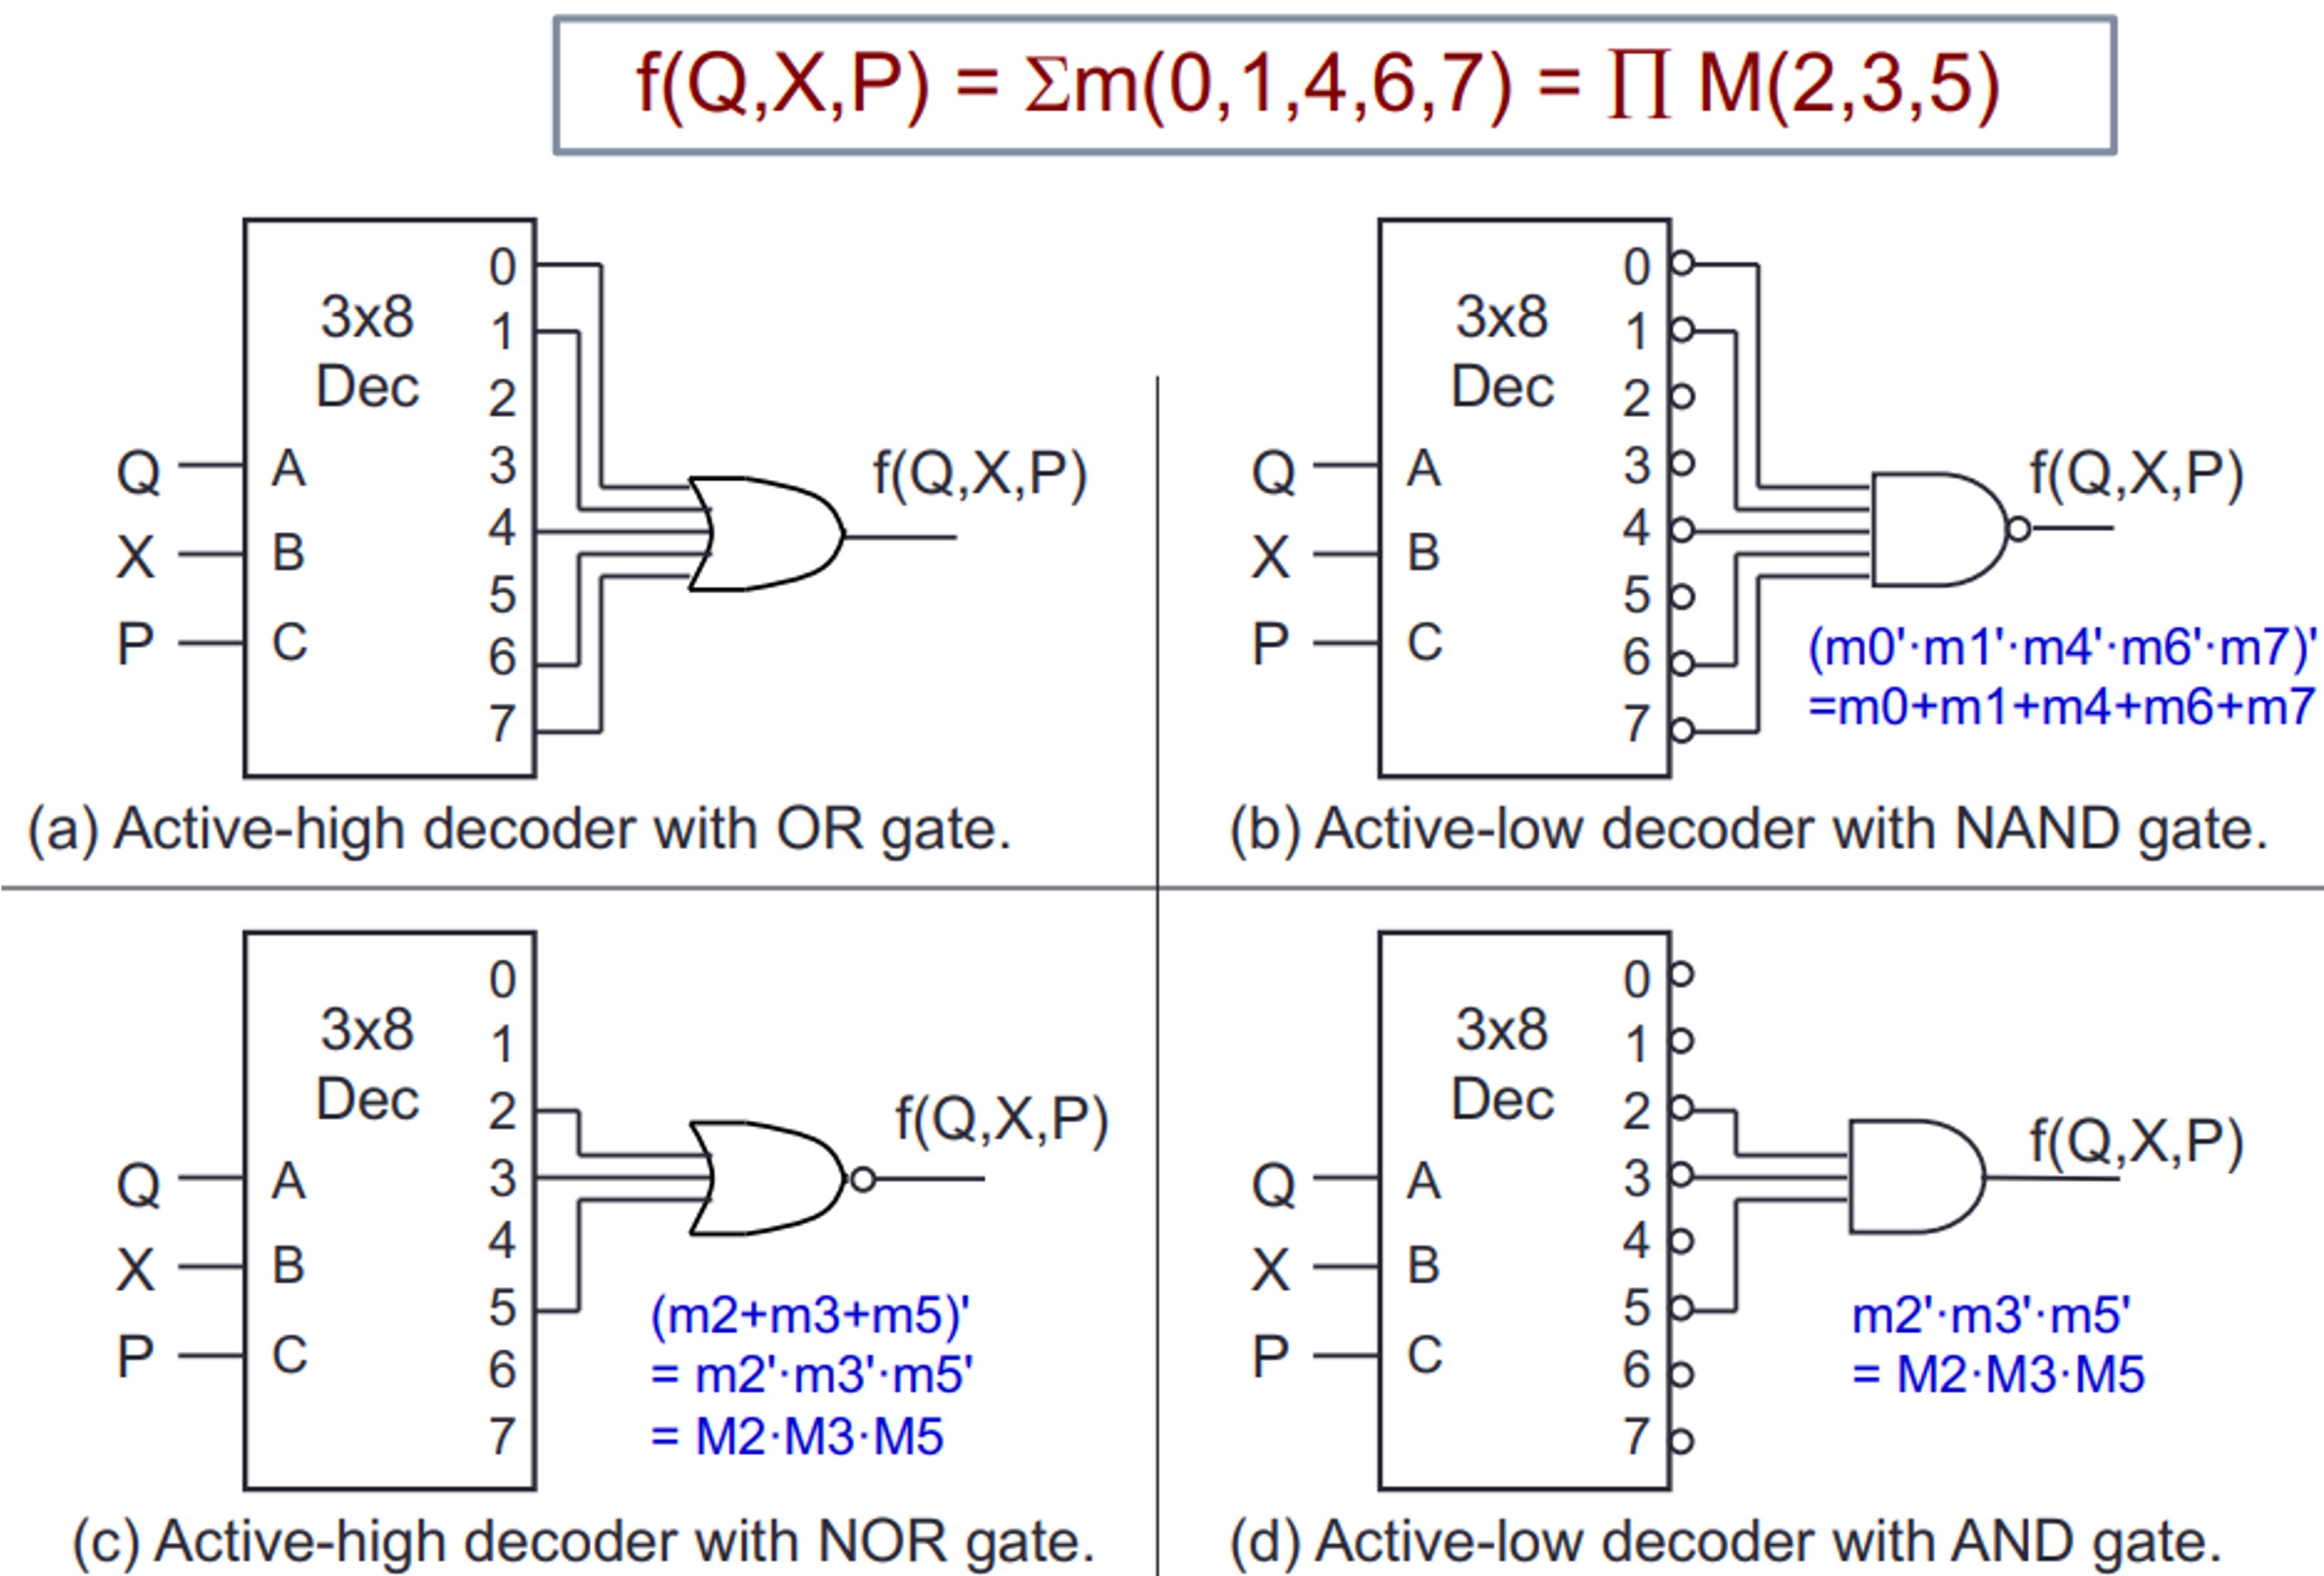 f(Q,X,P) = Σm(0,1,4,6,7) = ∏ M(2,3,5)
3x8
Dec
0
1
2
3
4
5
6
7
Q
X
P
A
B
C
f(Q,X,P)
(a) Active-high decoder with OR gate.
3x8
Dec
0
1
2
3
4
5
6
7
Q
X
P
A
B
C
f(Q,X,P)
(m0'·m1'·m4'·m6'·m7)'
=m0+m1+m4+m6+m7
(b) Active-low decoder with NAND gate.
3x8
Dec
0
1
2
3
4
5
6
7
Q
X
P
A
B
C
f(Q,X,P)
(m2+m3+m5)'
= m2'·m3'·m5'
= M2·M3·M5
(c) Active-high decoder with NOR gate.
3x8
Dec
0
1
2
3
4
5
6
7
Q
X
P
A
B
C
f(Q,X,P)
m2'·m3'·m5'
= M2·M3·M5
(d) Active-low decoder with AND gate.